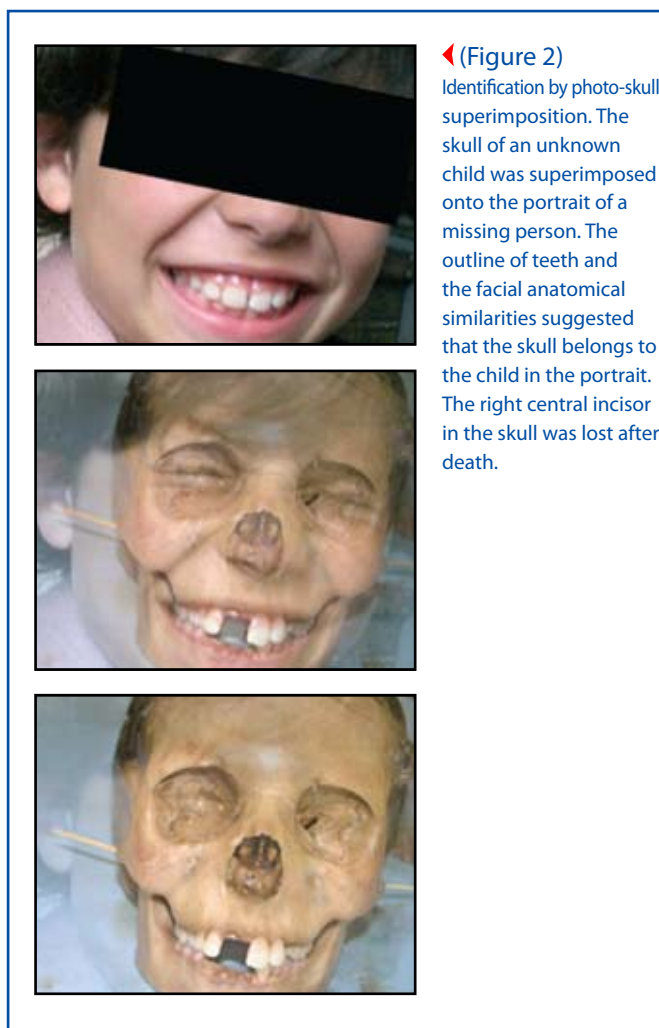 (Figure 2)
Identification by photo-skull
superimposition. The
skull of an unknown
child was superimposed
onto the portrait of a
missing person. The
outline of teeth and
the facial anatomical
similarities suggested
that the skull belongs to
the child in the portrait.
The right central incisor
in the skull was lost after
death.